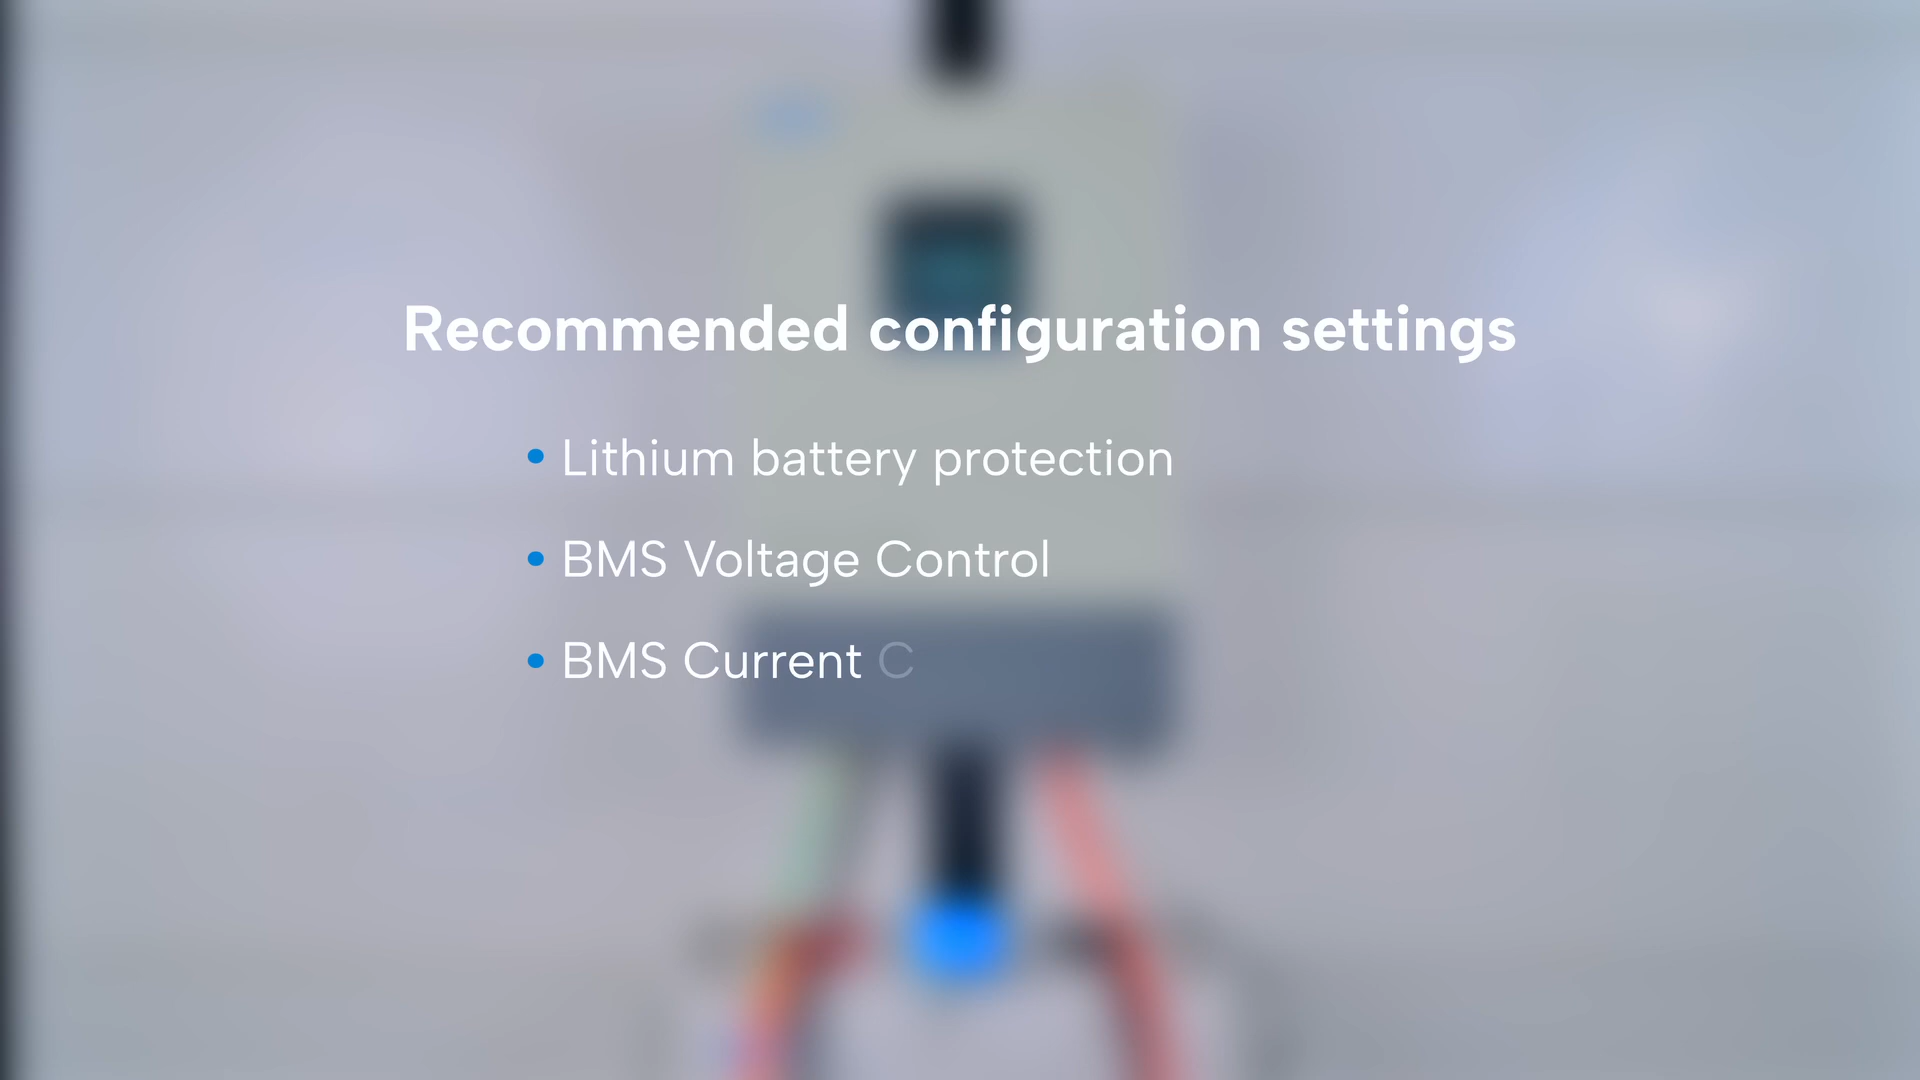 Recommended configuration settings
• Lithium battery protection
• BMS Voltage Control
• BMS Current C